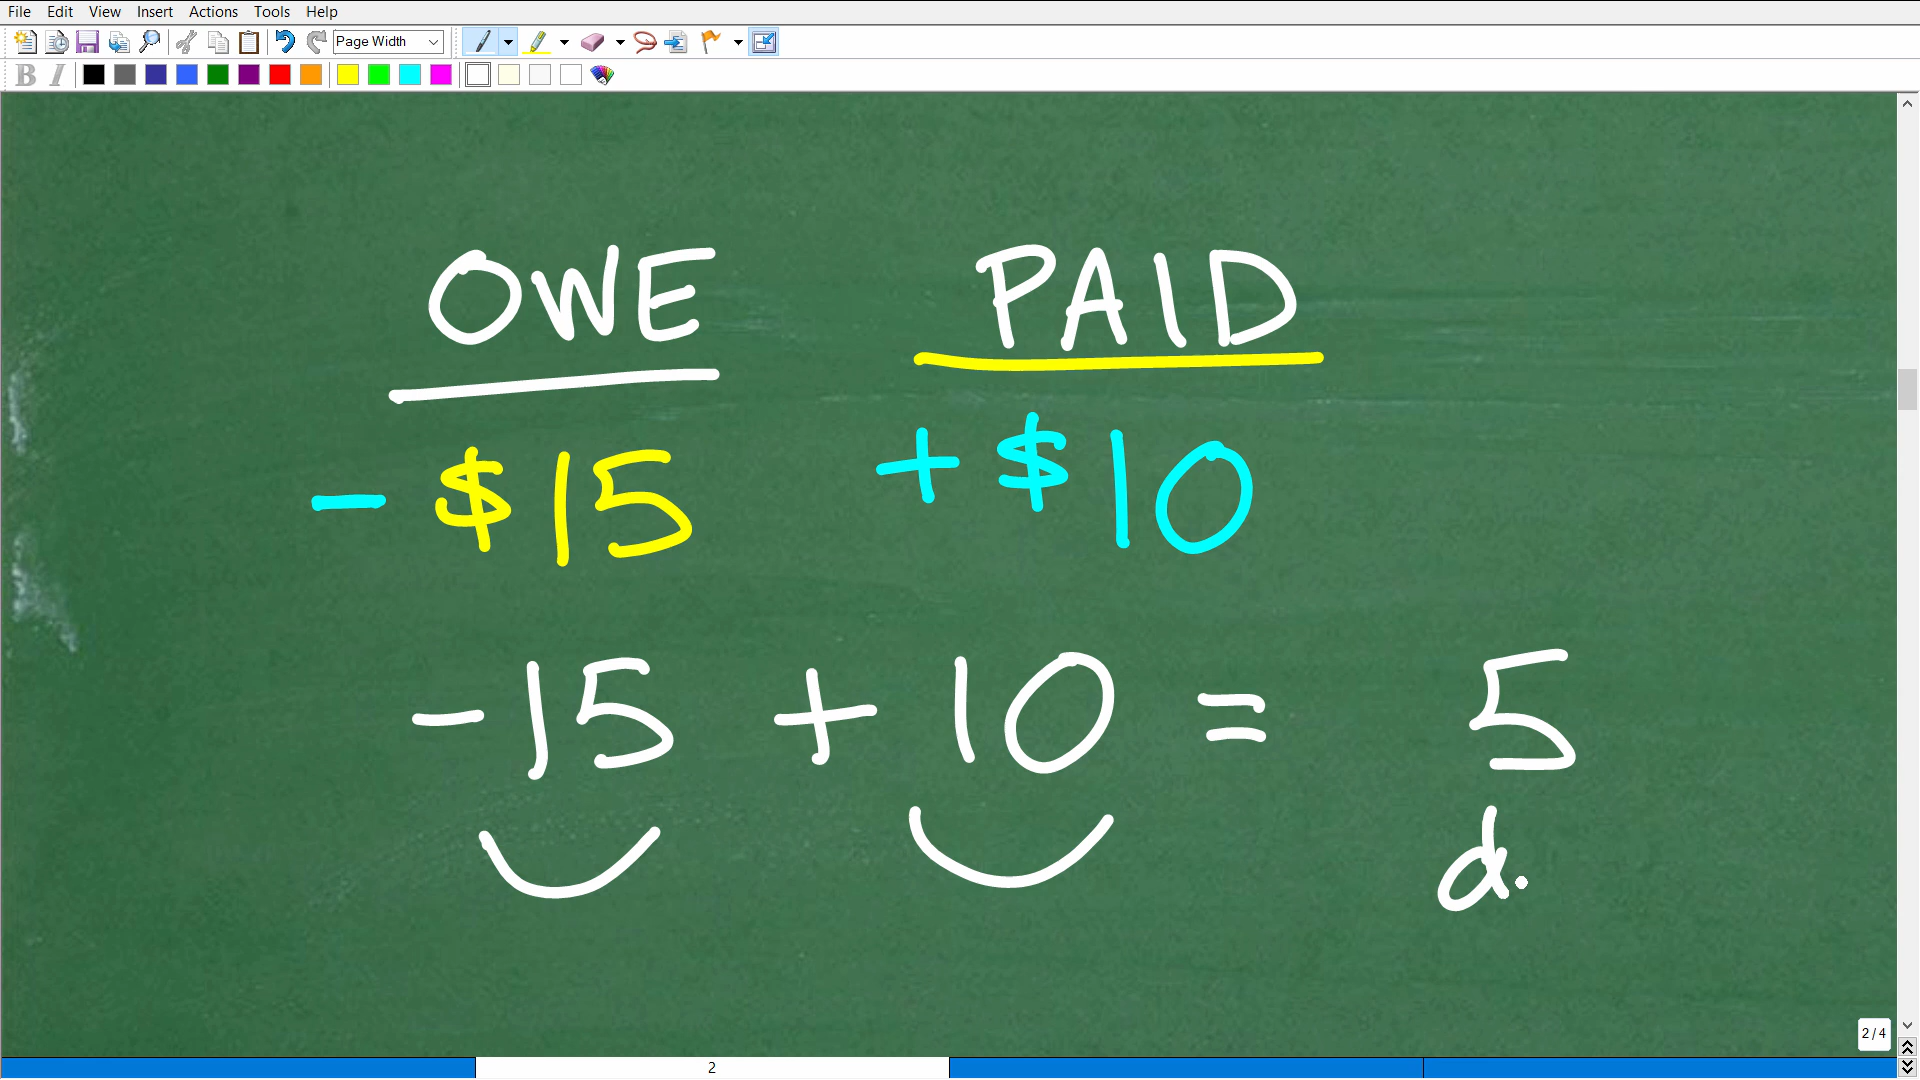 File Edit View Insert Actions Tools Help
Page Width
B I
OWE PAID
- $15 + $10
-15 + 10 = 5
d
2 / 4
2